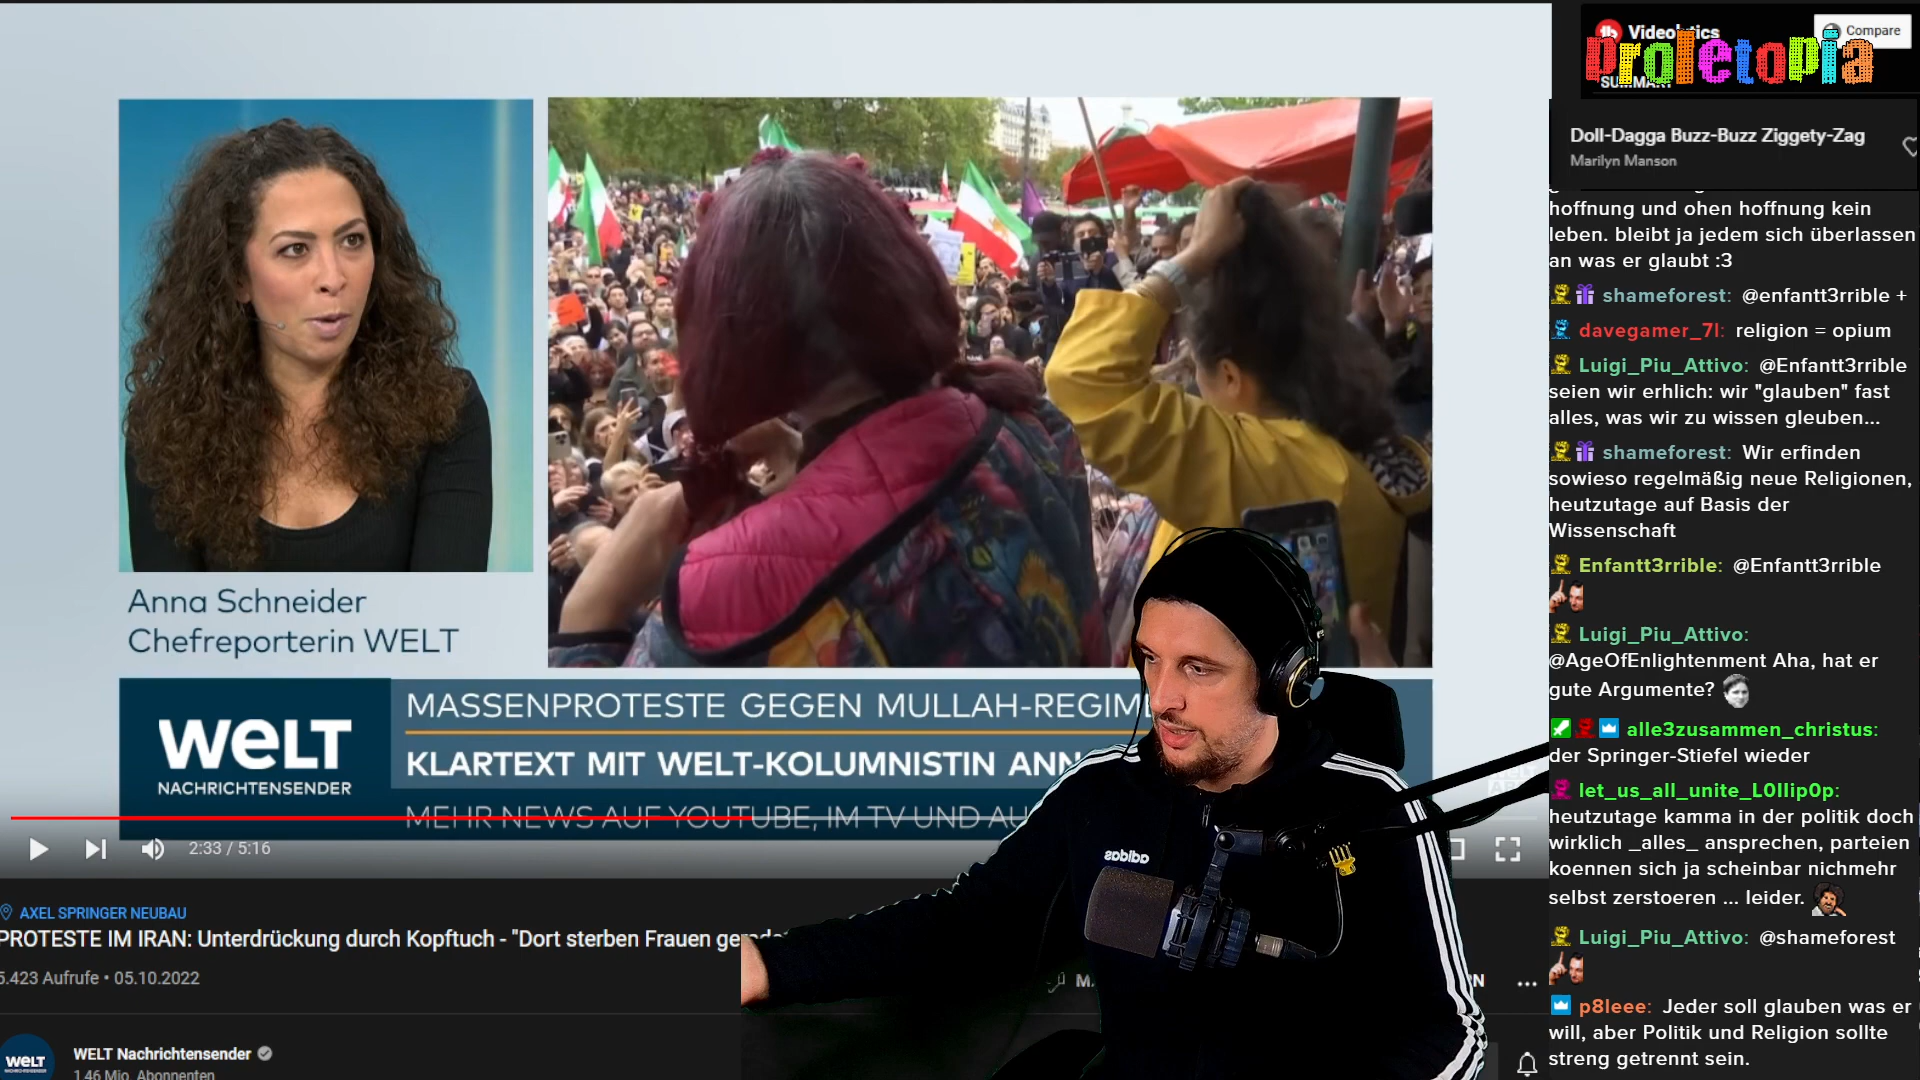 Anna Schneider
Chefreporterin WELT
WELT
NACHRICHTENSENDER
MASSENPROTESTE GEGEN MULLAH-REGIM
KLARTEXT MIT WELT-KOLUMNISTIN ANN
MEHR NEWS AUF YOUTUBE, IM TV UND AU
2:33 / 5:16
AXEL SPRINGER NEUBAU
PROTESTE IM IRAN: Unterdrückung durch Kopftuch - "Dort sterben Frauen gerade
5.423 Aufrufe • 05.10.2022
WELT
WELT Nachrichtensender
1,46 Mio. Abonnenten
adidas
Videolytics
Compare
Proletopia
SUMMARY
Doll-Dagga Buzz-Buzz Ziggety-Zag
Marilyn Manson
hoffnung und ohen hoffnung kein
leben. bleibt ja jedem sich überlassen
an was er glaubt :3
shameforest: @enfantt3rrible +
davegamer_7l: religion = opium
Luigi_Piu_Attivo: @Enfantt3rrible
seien wir erhlich: wir "glauben" fast
alles, was wir zu wissen gleuben...
shameforest: Wir erfinden
sowieso regelmäßig neue Religionen,
heutzutage auf Basis der
Wissenschaft
Enfantt3rrible: @Enfantt3rrible
Luigi_Piu_Attivo:
@AgeOfEnlightenment Aha, hat er
gute Argumente?
alle3zusammen_christus:
der Springer-Stiefel wieder
let_us_all_unite_L0llip0p:
heutzutage kamma in der politik doch
wirklich _alles_ ansprechen, parteien
koennen sich ja scheinbar nichmehr
selbst zerstoeren ... leider.
Luigi_Piu_Attivo: @shameforest
p8leee: Jeder soll glauben was er
will, aber Politik und Religion sollte
streng getrennt sein.